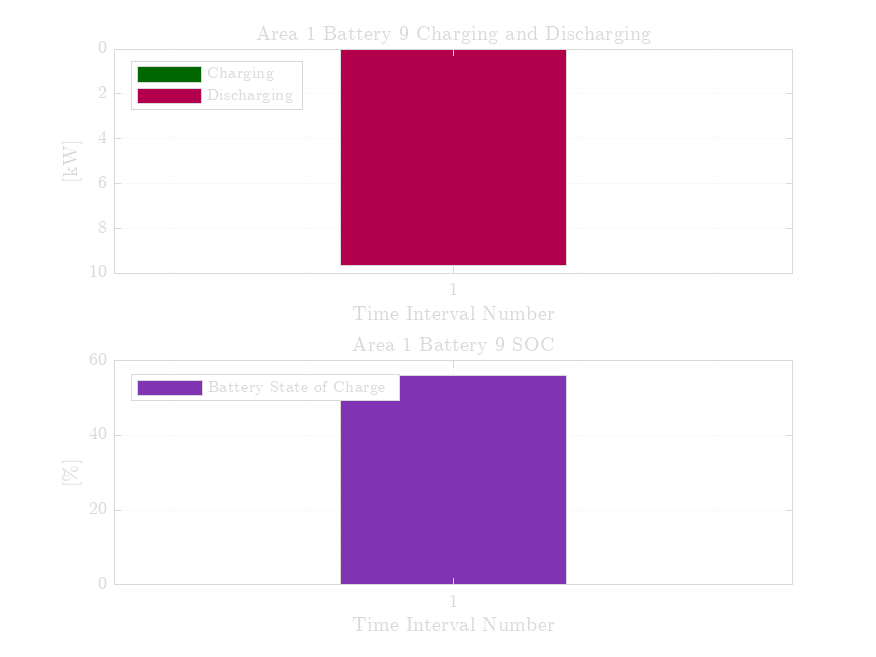 Area 1 Battery 9 Charging and Discharging
0
Charging
2
Discharging
4
[kW]
6
8
10
1
Time Interval Number
Area 1 Battery 9 SOC
60
Battery State of Charge
40
[%]
20
0
1
Time Interval Number